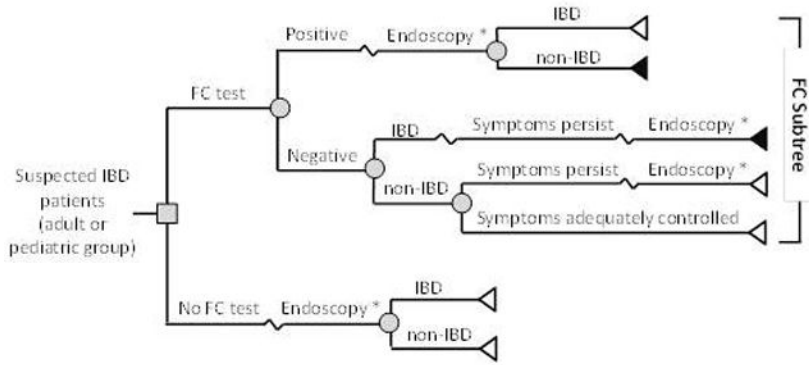 IBD
Positive
Endoscopy *
non-IBD
FC test
FC Subtree
IBD
Symptoms persist
Endoscopy *
Negative
Symptoms persist
Endoscopy *
non-IBD
Suspected IBD
patients
(adult or
pediatric group)
Symptoms adequately controlled
IBD
No FC test
Endoscopy *
non-IBD